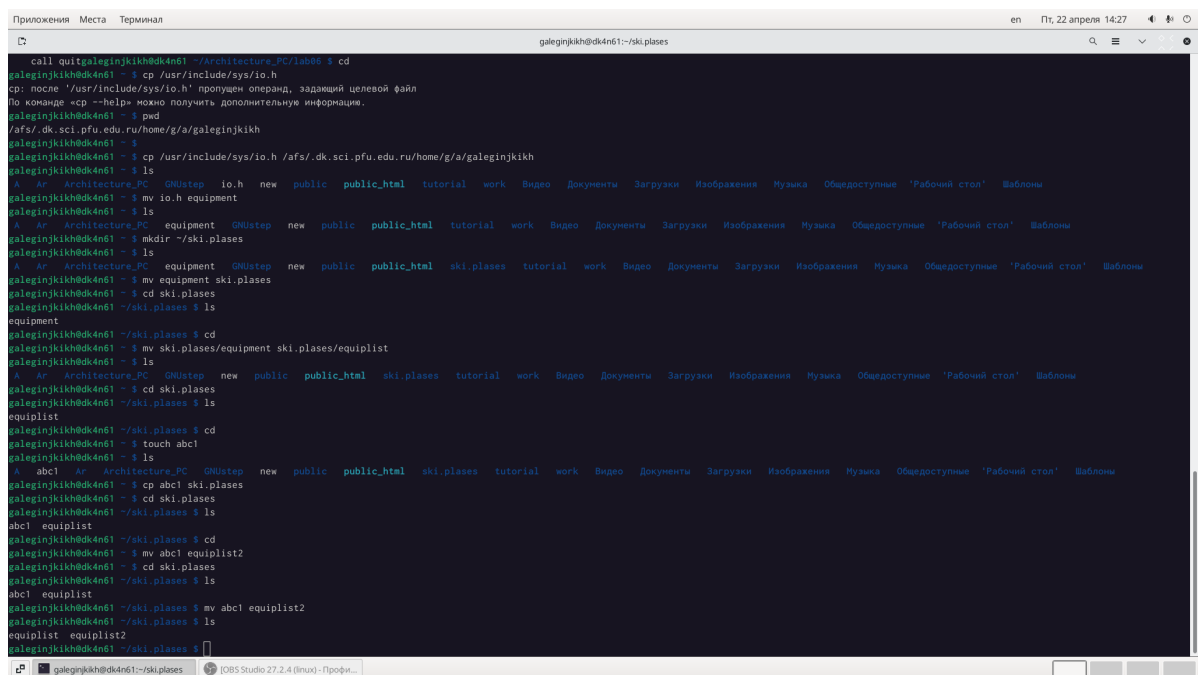 Приложения Места Терминал en Пт, 22 апреля 14:27
galeginjkikh@dk4n61:~/ski.plases
call quitgaleginjkikh@dk4n61 ~/Architecture_PC/lab06 $ cd
galeginjkikh@dk4n61 ~ $ cp /usr/include/sys/io.h
cp: после '/usr/include/sys/io.h' пропущен операнд, задающий целевой файл
По команде «cp --help» можно получить дополнительную информацию.
galeginjkikh@dk4n61 ~ $ pwd
/afs/.dk.sci.pfu.edu.ru/home/g/a/galeginjkikh
galeginjkikh@dk4n61 ~ $
galeginjkikh@dk4n61 ~ $ cp /usr/include/sys/io.h /afs/.dk.sci.pfu.edu.ru/home/g/a/galeginjkikh
galeginjkikh@dk4n61 ~ $ ls
A Ar Architecture_PC GNUstep io.h new public public_html tutorial work Видео Документы Загрузки Изображения Музыка Общедоступные 'Рабочий стол' Шаблоны
galeginjkikh@dk4n61 ~ $ mv io.h equipment
galeginjkikh@dk4n61 ~ $ ls
A Ar Architecture_PC equipment GNUstep new public public_html tutorial work Видео Документы Загрузки Изображения Музыка Общедоступные 'Рабочий стол' Шаблоны
galeginjkikh@dk4n61 ~ $ mkdir ~/ski.plases
galeginjkikh@dk4n61 ~ $ ls
A Ar Architecture_PC equipment GNUstep new public public_html ski.plases tutorial work Видео Документы Загрузки Изображения Музыка Общедоступные 'Рабочий стол' Шаблоны
galeginjkikh@dk4n61 ~ $ mv equipment ski.plases
galeginjkikh@dk4n61 ~ $ cd ski.plases
galeginjkikh@dk4n61 ~/ski.plases $ ls
equipment
galeginjkikh@dk4n61 ~/ski.plases $ cd
galeginjkikh@dk4n61 ~ $ mv ski.plases/equipment ski.plases/equiplist
galeginjkikh@dk4n61 ~ $ ls
A Ar Architecture_PC GNUstep new public public_html ski.plases tutorial work Видео Документы Загрузки Изображения Музыка Общедоступные 'Рабочий стол' Шаблоны
galeginjkikh@dk4n61 ~ $ cd ski.plases
galeginjkikh@dk4n61 ~/ski.plases $ ls
equiplist
galeginjkikh@dk4n61 ~/ski.plases $ cd
galeginjkikh@dk4n61 ~ $ touch abc1
galeginjkikh@dk4n61 ~ $ ls
A abc1 Ar Architecture_PC GNUstep new public public_html ski.plases tutorial work Видео Документы Загрузки Изображения Музыка Общедоступные 'Рабочий стол' Шаблоны
galeginjkikh@dk4n61 ~ $ cp abc1 ski.plases
galeginjkikh@dk4n61 ~ $ cd ski.plases
galeginjkikh@dk4n61 ~/ski.plases $ ls
abc1 equiplist
galeginjkikh@dk4n61 ~/ski.plases $ cd
galeginjkikh@dk4n61 ~ $ mv abc1 equiplist2
galeginjkikh@dk4n61 ~ $ cd ski.plases
galeginjkikh@dk4n61 ~/ski.plases $ ls
abc1 equiplist
galeginjkikh@dk4n61 ~/ski.plases $ mv abc1 equiplist2
galeginjkikh@dk4n61 ~/ski.plases $ ls
equiplist equiplist2
galeginjkikh@dk4n61 ~/ski.plases $
galeginjkikh@dk4n61:~/ski.plases [OBS Studio 27.2.4 (linux) - Профи...